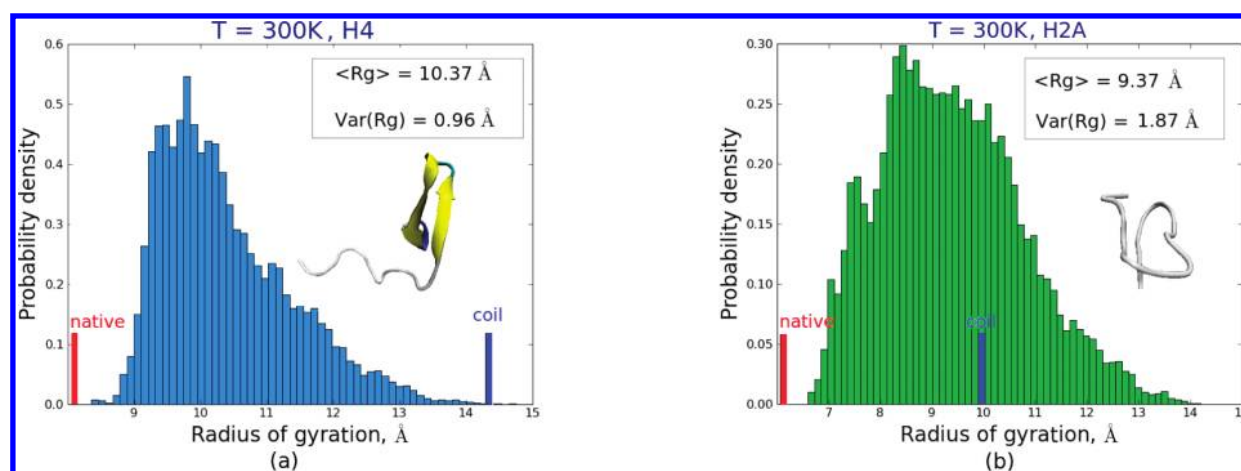 T = 300K, H4
0.6
0.5
0.4
0.3
0.2
0.1
0.0
Probability density
<Rg> = 10.37 Å
Var(Rg) = 0.96 Å
native
coil
9 10 11 12 13 14 15
Radius of gyration, Å
(a)
T = 300K, H2A
0.30
0.25
0.20
0.15
0.10
0.05
0.00
Probability density
<Rg> = 9.37 Å
Var(Rg) = 1.87 Å
native
coil
7 8 9 10 11 12 13 14 15
Radius of gyration, Å
(b)